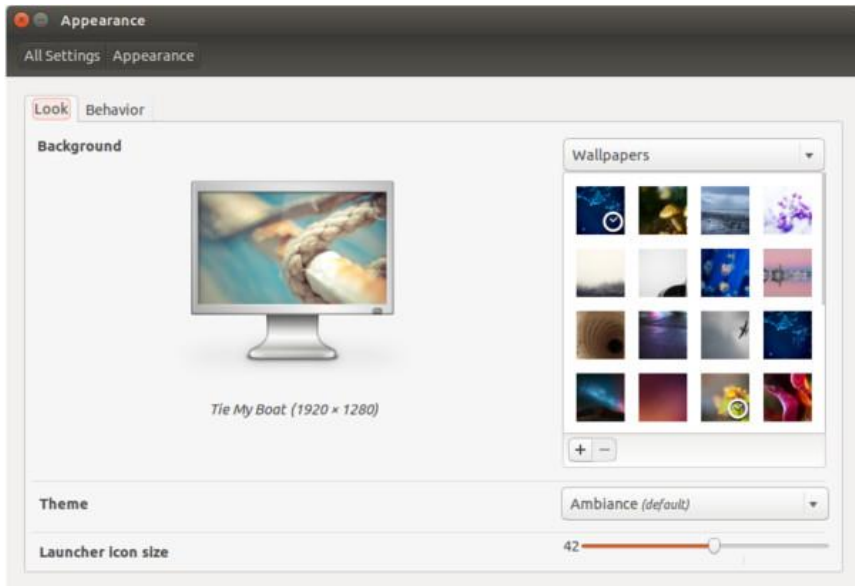 Appearance
All Settings Appearance
Look Behavior
Background
Wallpapers
Tie My Boat (1920 × 1280)
+ −
Theme
Ambiance (default)
Launcher icon size
42